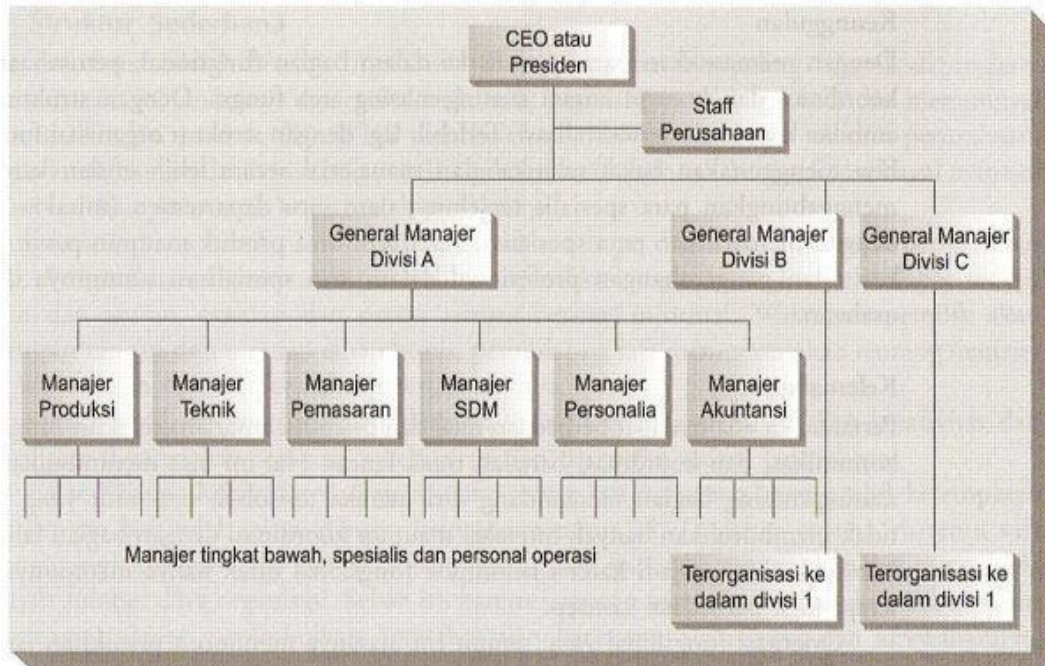 CEO atau
Presiden
Staff
Perusahaan
General Manajer
Divisi A
General Manajer
Divisi B
General Manajer
Divisi C
Manajer
Produksi
Manajer
Teknik
Manajer
Pemasaran
Manajer
SDM
Manajer
Personalia
Manajer
Akuntansi
Manajer tingkat bawah, spesialis dan personal operasi
Terorganisasi ke
dalam divisi 1
Terorganisasi ke
dalam divisi 1